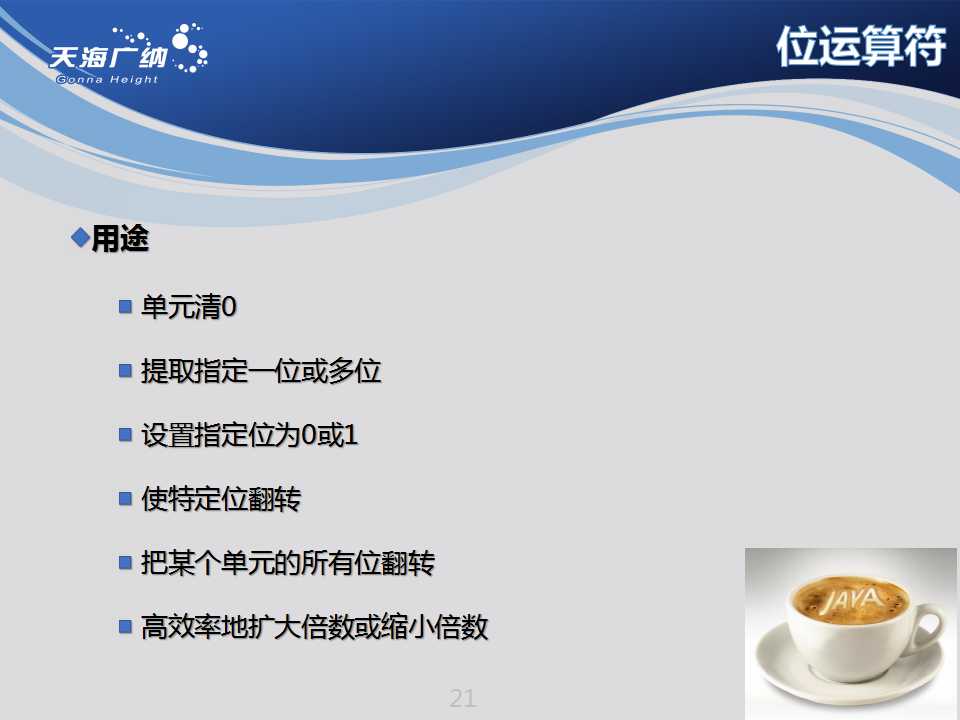 天海广纳
Gonna Height
位运算符
用途
单元清0
提取指定一位或多位
设置指定位为0或1
使特定位翻转
把某个单元的所有位翻转
高效率地扩大倍数或缩小倍数
JAVA
21